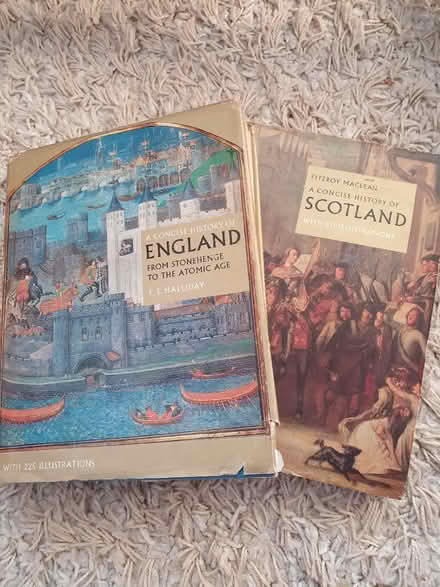 A CONCISE HISTORY OF
ENGLAND
FROM STONEHENGE
TO THE ATOMIC AGE
F. E. HALLIDAY
WITH 225 ILLUSTRATIONS
FITZROY MACLEAN
A CONCISE HISTORY OF
SCOTLAND
ILLUSTRATIONS